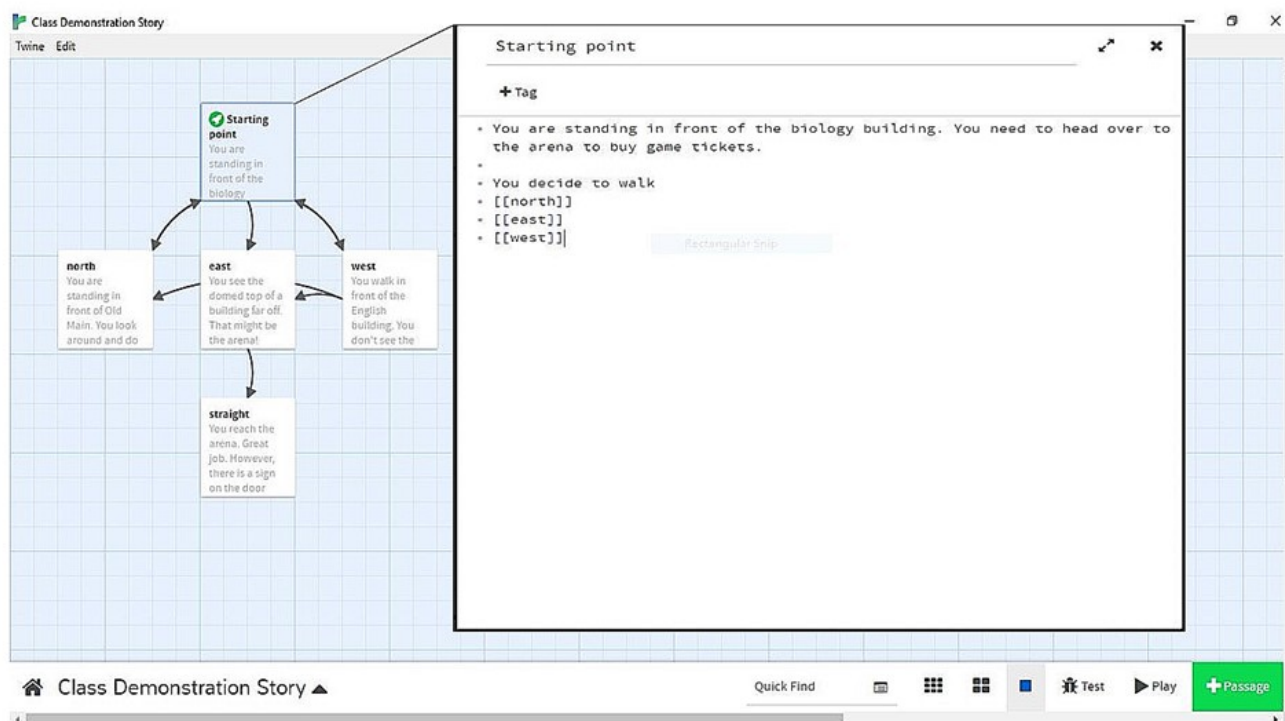 Class Demonstration Story
Twine Edit
Starting
point
You are
standing in
front of the
biology
north
You are
standing in
front of Old
Main. You look
around and do
east
You see the
domed top of a
building far off.
That might be
the arena!
west
You walk in
front of the
English
building. You
don't see the
straight
You reach the
arena. Great
job. However,
there is a sign
on the door
Starting point
+ Tag
You are standing in front of the biology building. You need to head over to
the arena to buy game tickets.
You decide to walk
[[north]]
[[east]]
[[west]]
Rectangular Snip
Class Demonstration Story
Quick Find
Test
Play
+Passage